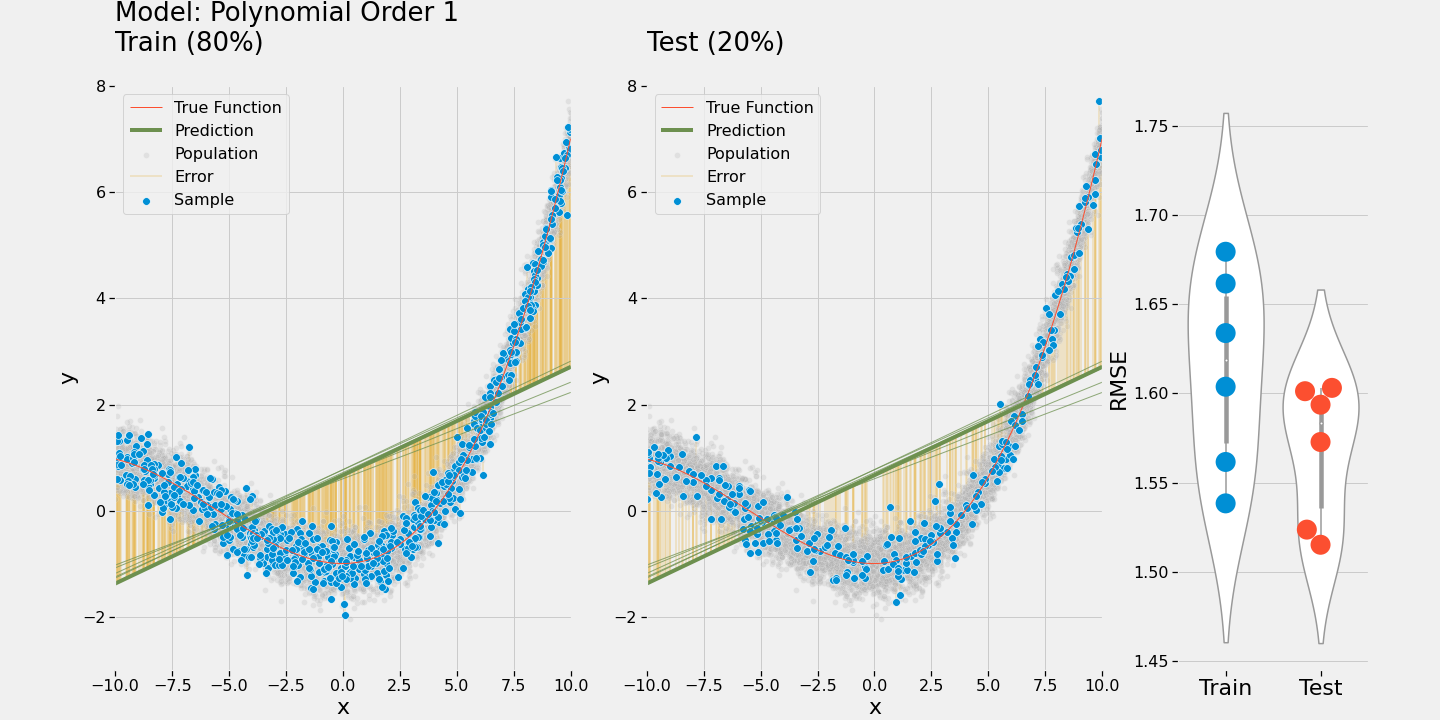 Model: Polynomial Order 1
Train (80%)
Test (20%)
8
6
4
2
0
−2
y
−10.0 −7.5 −5.0 −2.5 0.0 2.5 5.0 7.5 10.0
x
True Function
Prediction
Population
Error
Sample
8
6
4
2
0
−2
y
−10.0 −7.5 −5.0 −2.5 0.0 2.5 5.0 7.5 10.0
x
True Function
Prediction
Population
Error
Sample
1.75
1.70
1.65
1.60
1.55
1.50
1.45
RMSE
Train Test